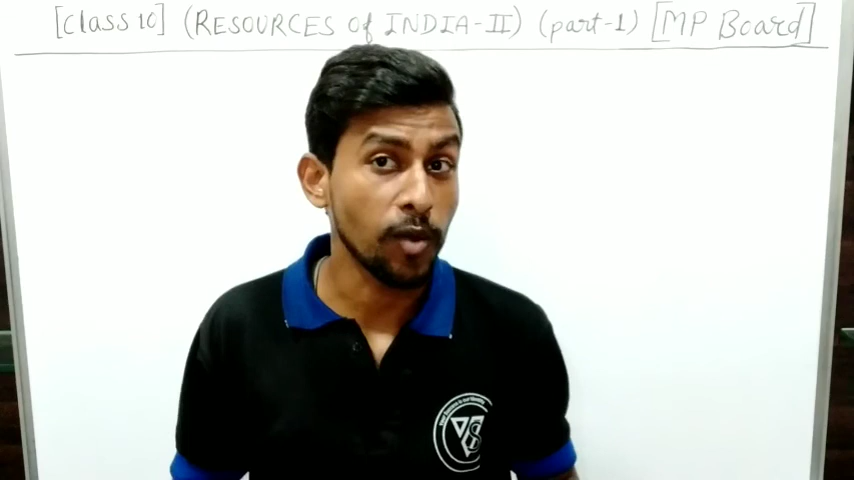 [Class 10] (RESOURCES of INDIA-II) (part-1) [MP Board]